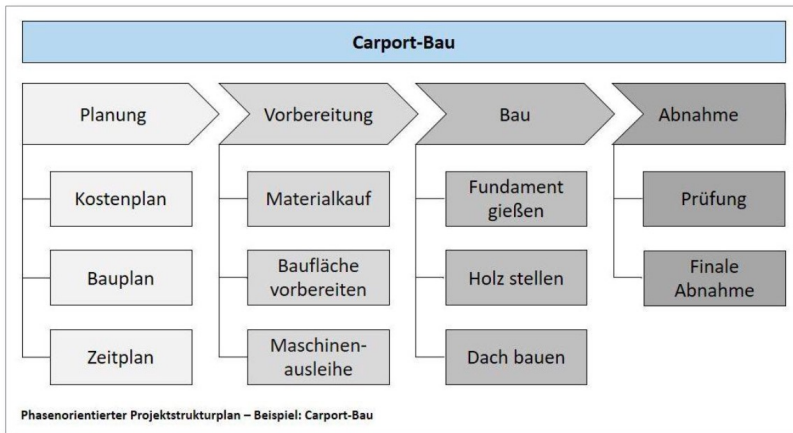 Carport-Bau
Planung
Vorbereitung
Bau
Abnahme
Kostenplan
Materialkauf
Fundament
gießen
Prüfung
Bauplan
Baufläche
vorbereiten
Holz stellen
Finale
Abnahme
Zeitplan
Maschinen-
ausleihe
Dach bauen
Phasenorientierter Projektstrukturplan – Beispiel: Carport-Bau